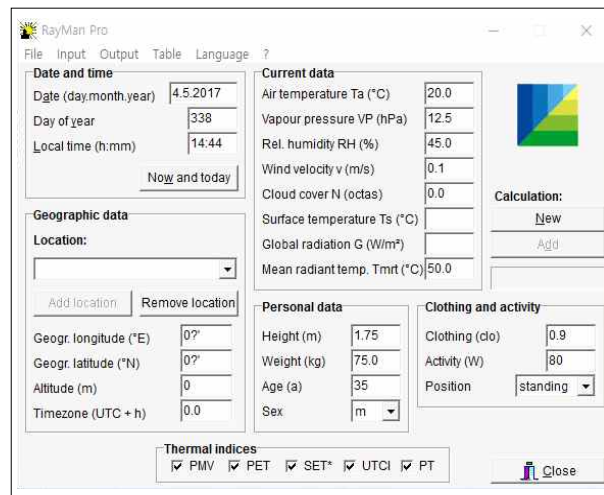 RayMan Pro
File Input Output Table Language ?
Date and time
Date (day.month.year) 4.5.2017
Day of year 338
Local time (h:mm) 14:44
Now and today
Geographic data
Location:
Add location Remove location
Geogr. longitude (°E) 0?'
Geogr. latitude (°N) 0?'
Altitude (m) 0
Timezone (UTC + h) 0.0
Current data
Air temperature Ta (°C) 20.0
Vapour pressure VP (hPa) 12.5
Rel. humidity RH (%) 45.0
Wind velocity v (m/s) 0.1
Cloud cover N (octas) 0.0
Surface temperature Ts (°C)
Global radiation G (W/m²)
Mean radiant temp. Tmrt (°C) 50.0
Calculation:
New
Add
Personal data
Height (m) 1.75
Weight (kg) 75.0
Age (a) 35
Sex m
Clothing and activity
Clothing (clo) 0.9
Activity (W) 80
Position standing
Thermal indices
PMV PET SET* UTCI PT
Close